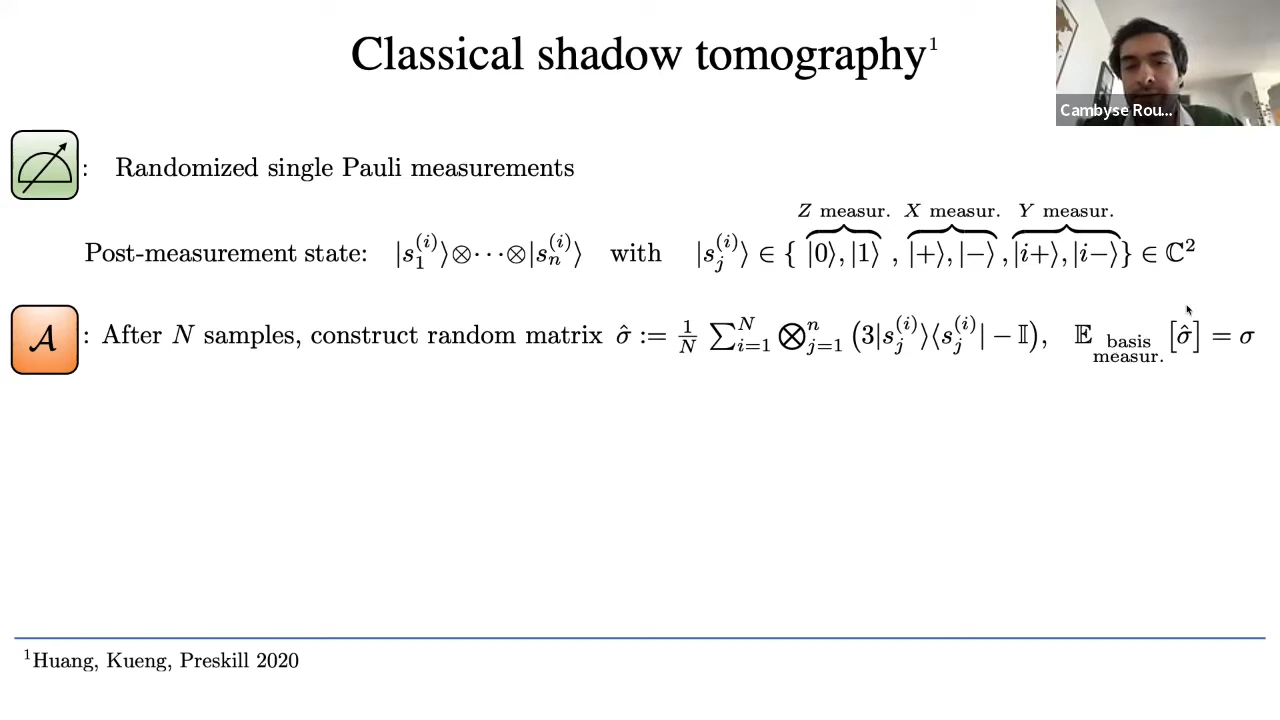 Classical shadow tomography¹
Cambyse Rou...
: Randomized single Pauli measurements
Z measur. X measur. Y measur.
Post-measurement state: |s₁⁽ⁱ⁾⟩⊗···⊗|sₙ⁽ⁱ⁾⟩ with |sⱼ⁽ⁱ⁾⟩ ∈ { |0⟩, |1⟩ , |+⟩, |−⟩ , |i+⟩, |i−⟩} ∈ ℂ²
𝒜 : After N samples, construct random matrix σ̂ := 1/N ∑ᵢ₌₁ᴺ ⨂ⱼ₌₁ⁿ (3|sⱼ⁽ⁱ⁾⟩⟨sⱼ⁽ⁱ⁾| − 𝕀), 𝔼 basis measur. [σ̂] = σ
¹Huang, Kueng, Preskill 2020